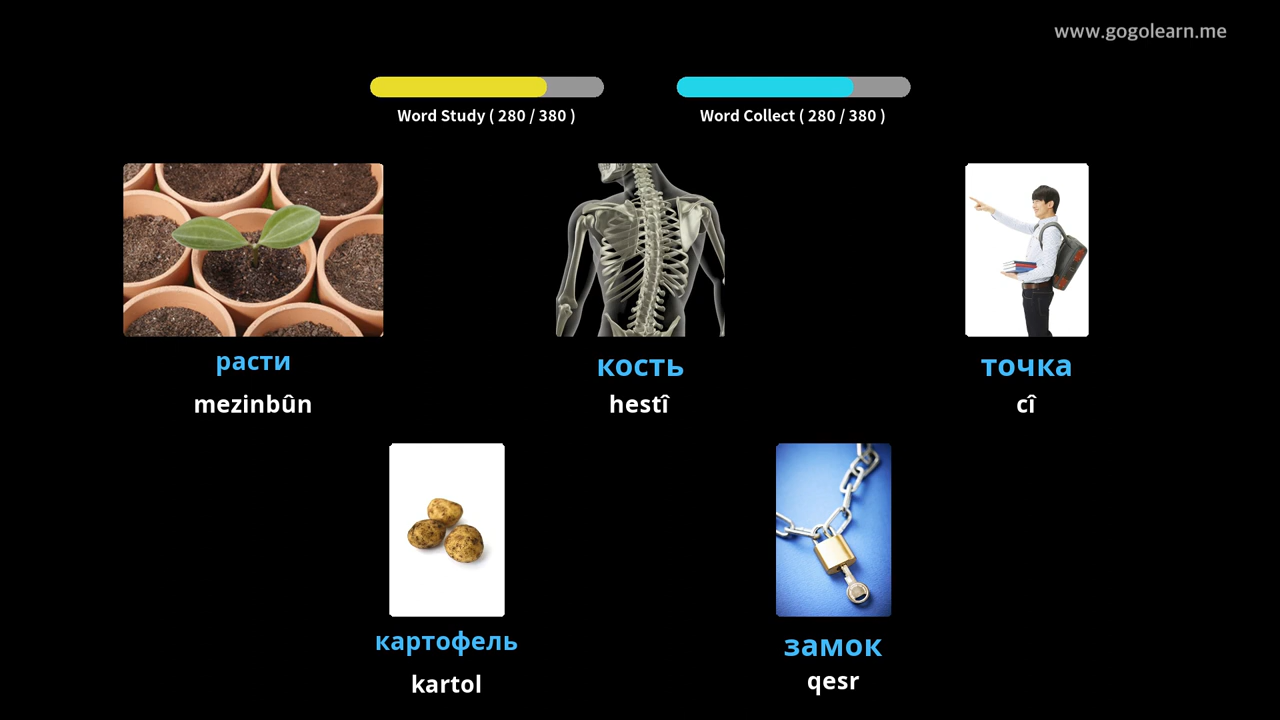 www.gogolearn.me
Word Study ( 280 / 380 )
Word Collect ( 280 / 380 )
расти
mezinbûn
кость
hestî
точка
cî
картофель
kartol
замок
qesr